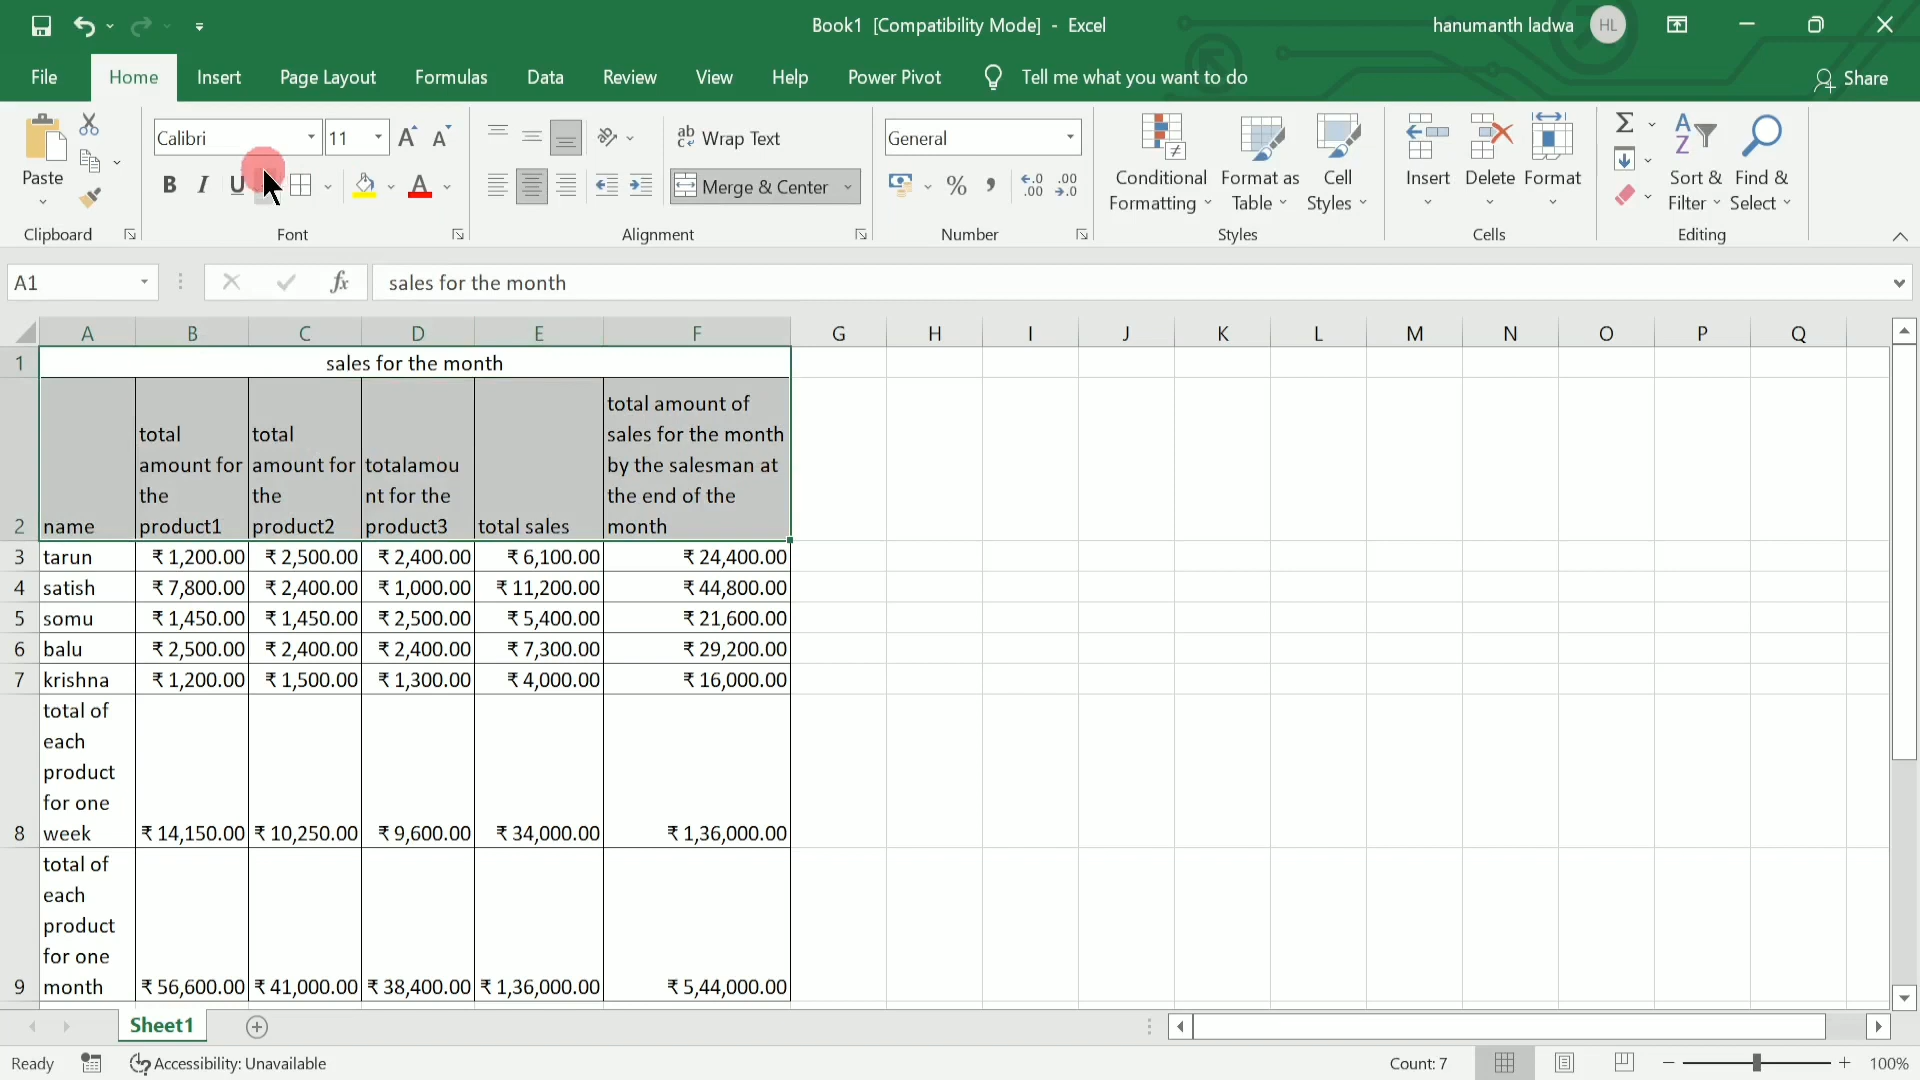 Book1 [Compatibility Mode] - Excel
hanumanth ladwa
HL
File
Home
Insert
Page Layout
Formulas
Data
Review
View
Help
Power Pivot
Tell me what you want to do
Share
Paste
Calibri
11
A
A
B
I
U
A
ab
Wrap Text
Merge & Center
General
%
Conditional
Formatting
Format as
Table
Cell
Styles
Insert
Delete
Format
Sort &
Filter
Find &
Select
Clipboard
Font
Alignment
Number
Styles
Cells
Editing
A1
fx
sales for the month
A B C D E F G H I J K L M N O P Q
1 sales for the month
total amount of
total total sales for the month
amount for amount for totalamou by the salesman at
the the nt for the the end of the
2 name product1 product2 product3 total sales month
3 tarun ₹ 1,200.00 ₹ 2,500.00 ₹ 2,400.00 ₹ 6,100.00 ₹ 24,400.00
4 satish ₹ 7,800.00 ₹ 2,400.00 ₹ 1,000.00 ₹ 11,200.00 ₹ 44,800.00
5 somu ₹ 1,450.00 ₹ 1,450.00 ₹ 2,500.00 ₹ 5,400.00 ₹ 21,600.00
6 balu ₹ 2,500.00 ₹ 2,400.00 ₹ 2,400.00 ₹ 7,300.00 ₹ 29,200.00
7 krishna ₹ 1,200.00 ₹ 1,500.00 ₹ 1,300.00 ₹ 4,000.00 ₹ 16,000.00
total of
each
product
for one
8 week ₹ 14,150.00 ₹ 10,250.00 ₹ 9,600.00 ₹ 34,000.00 ₹ 1,36,000.00
total of
each
product
for one
9 month ₹ 56,600.00 ₹ 41,000.00 ₹ 38,400.00 ₹ 1,36,000.00 ₹ 5,44,000.00
Sheet1
Ready
Accessibility: Unavailable
Count: 7
100%